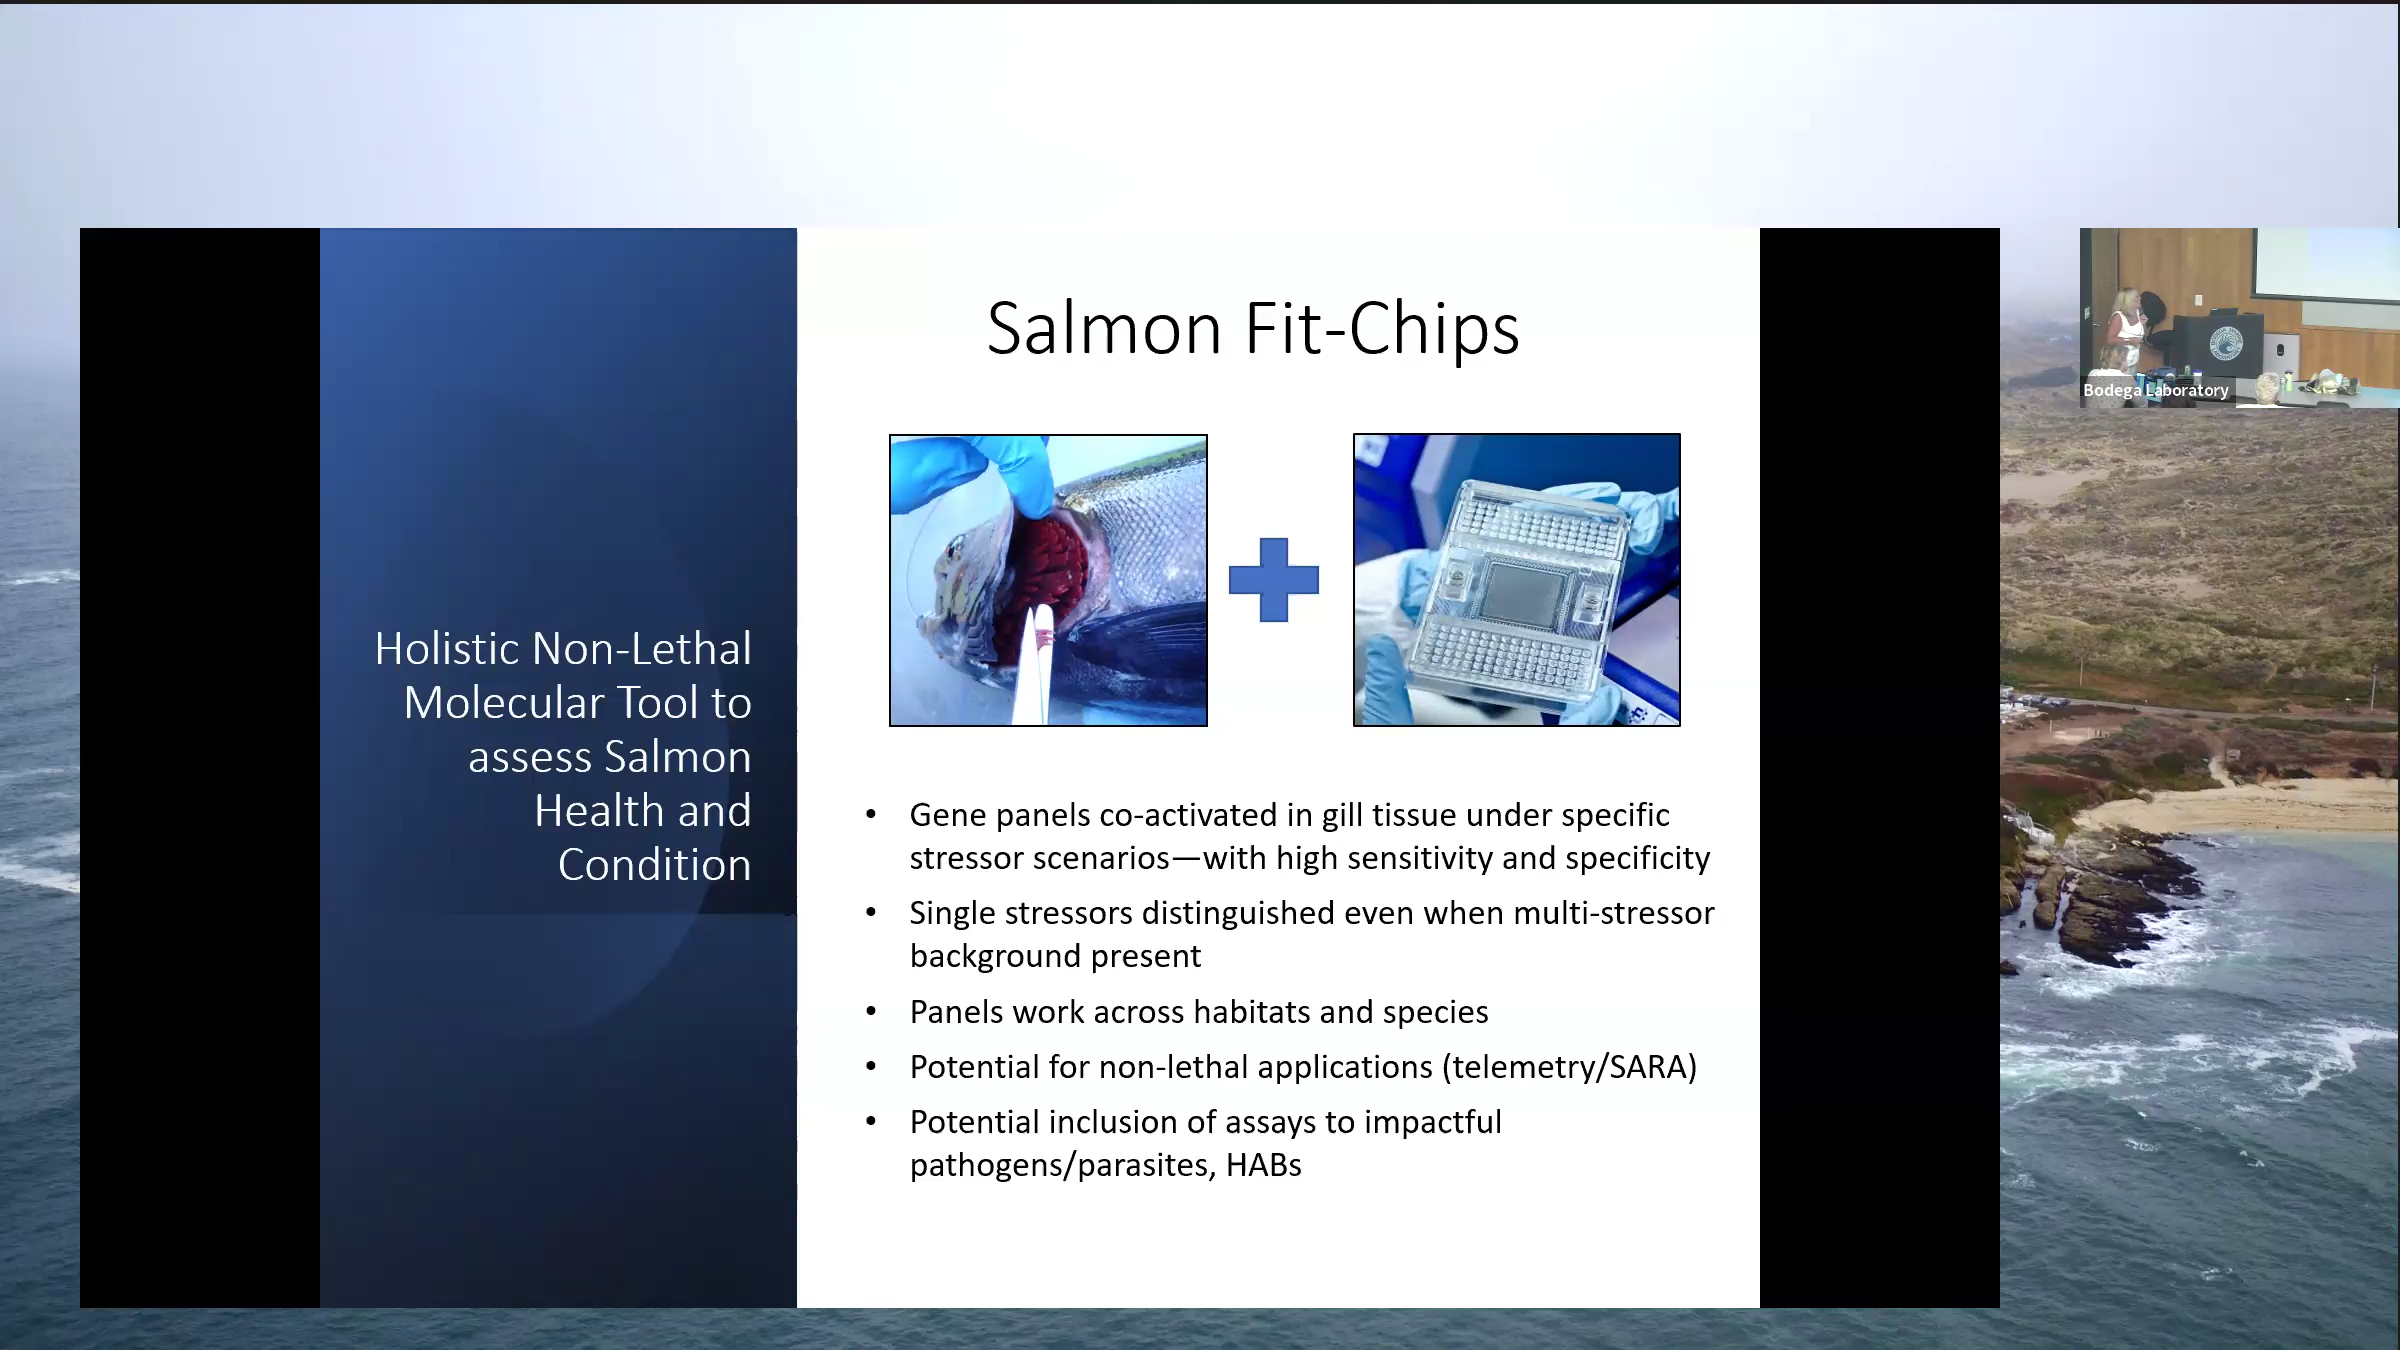 Holistic Non-Lethal
Molecular Tool to
assess Salmon
Health and
Condition
Salmon Fit-Chips
• Gene panels co-activated in gill tissue under specific
stressor scenarios—with high sensitivity and specificity
• Single stressors distinguished even when multi-stressor
background present
• Panels work across habitats and species
• Potential for non-lethal applications (telemetry/SARA)
• Potential inclusion of assays to impactful
pathogens/parasites, HABs
Bodega Laboratory